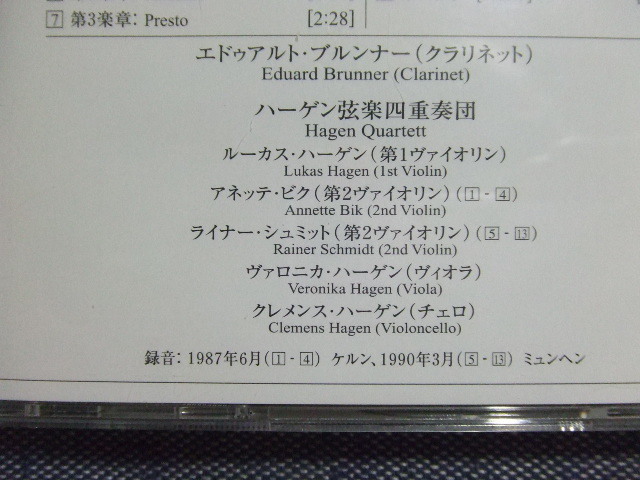 7 第3楽章: Presto [2:28]
エドゥアルト・ブルンナー(クラリネット)
Eduard Brunner (Clarinet)
ハーゲン弦楽四重奏団
Hagen Quartett
ルーカス・ハーゲン(第1ヴァイオリン)
Lukas Hagen (1st Violin)
アネッテ・ビク(第2ヴァイオリン) (1 - 4)
Annette Bik (2nd Violin)
ライナー・シュミット(第2ヴァイオリン) (5 - 13)
Rainer Schmidt (2nd Violin)
ヴァロニカ・ハーゲン(ヴィオラ)
Veronika Hagen (Viola)
クレメンス・ハーゲン(チェロ)
Clemens Hagen (Violoncello)
録音: 1987年6月(1 - 4) ケルン、1990年3月(5 - 13) ミュンヘン